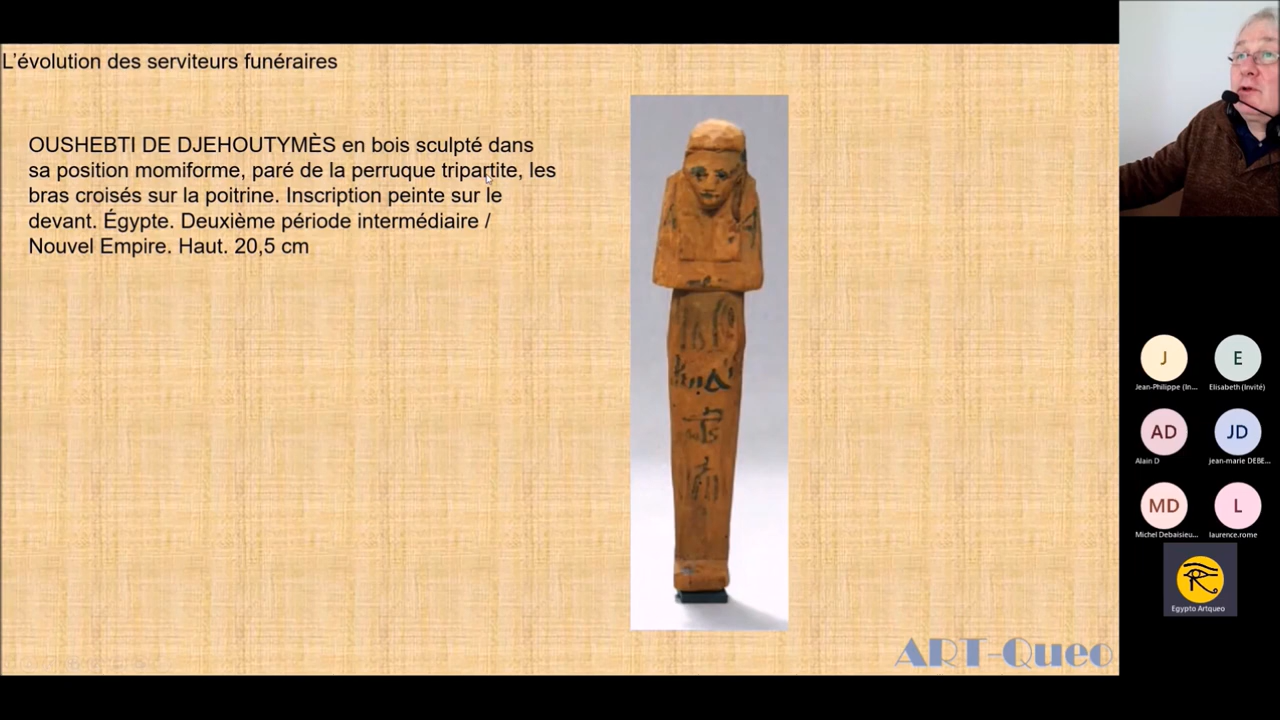 L'évolution des serviteurs funéraires
OUSHEBTI DE DJEHOUTYMÈS en bois sculpté dans
sa position momiforme, paré de la perruque tripartite, les
bras croisés sur la poitrine. Inscription peinte sur le
devant. Égypte. Deuxième période intermédiaire /
Nouvel Empire. Haut. 20,5 cm
ART-Queo
J
Jean-Philippe (In...
E
Elisabeth (Invité)
AD
Alain D
JD
jean-marie DEBE...
MD
Michel Debaisieu...
L
laurence.rome
Egypto Artqueo